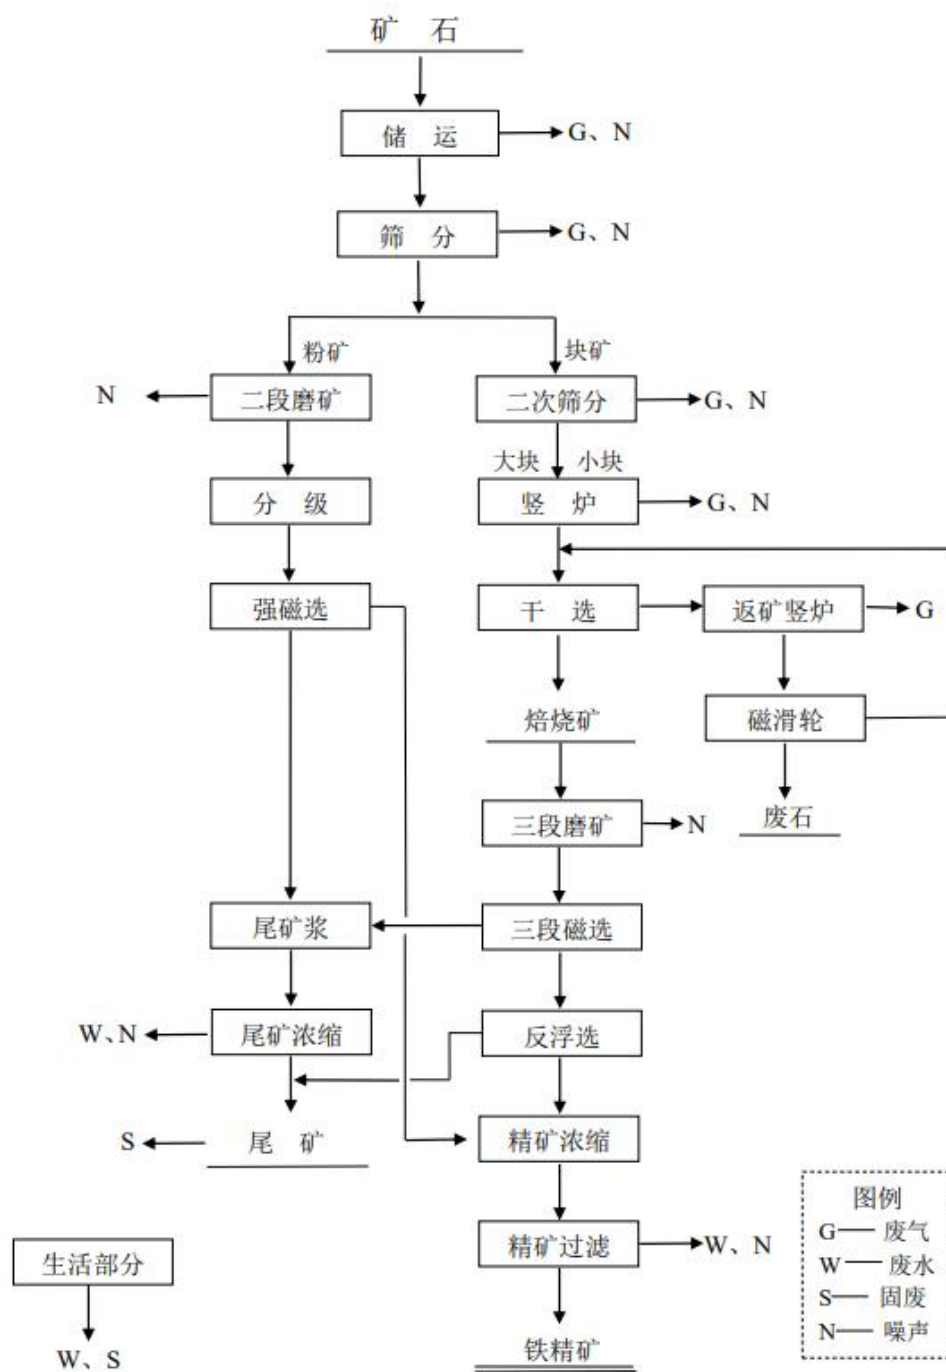 矿 石
储 运
G、N
筛 分
G、N
粉矿
块矿
N
二段磨矿
二次筛分
G、N
大块 小块
分 级
竖 炉
G、N
强磁选
干 选
返矿竖炉
G
焙烧矿
磁滑轮
三段磨矿
N
废石
尾矿浆
三段磁选
W、N
尾矿浓缩
反浮选
S
尾 矿
精矿浓缩
精矿过滤
W、N
铁精矿
生活部分
W、S
图例
G—— 废气
W—— 废水
S—— 固废
N—— 噪声